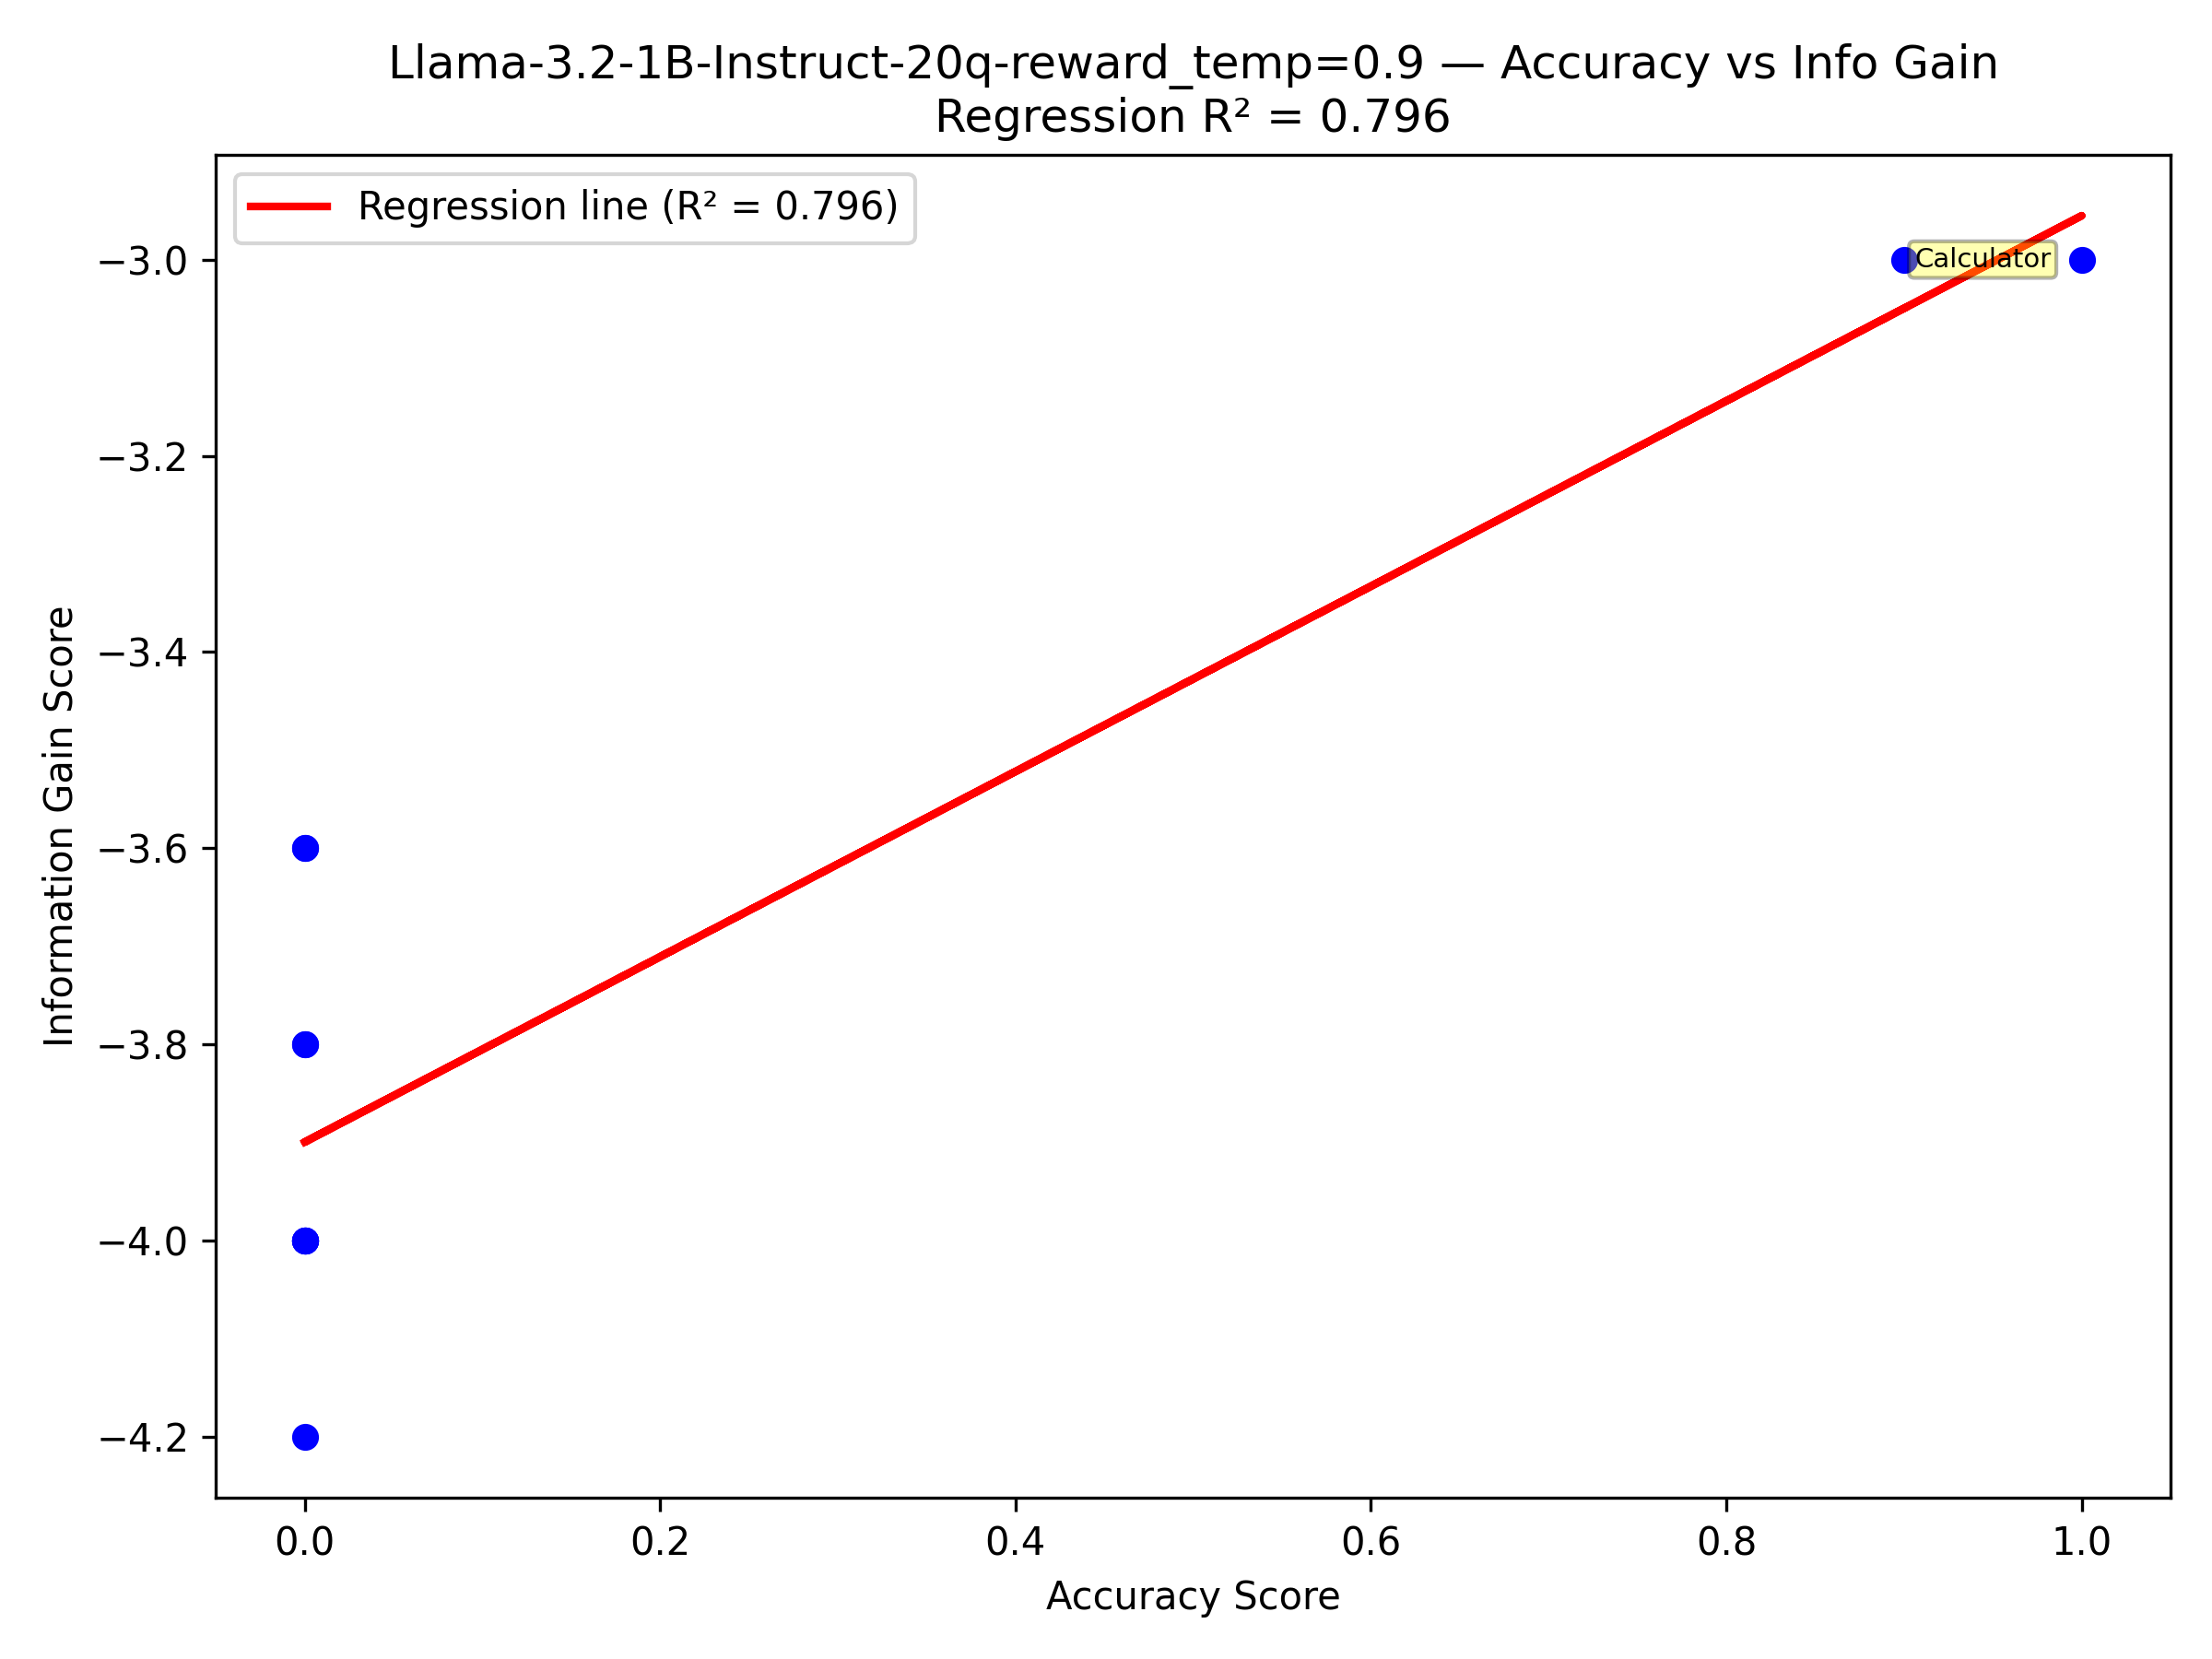 Llama-3.2-1B-Instruct-20q-reward_temp=0.9 — Accuracy vs Info Gain
Regression R² = 0.796
Regression line (R² = 0.796)
Calculator
Information Gain Score
−3.0
−3.2
−3.4
−3.6
−3.8
−4.0
−4.2
0.0 0.2 0.4 0.6 0.8 1.0
Accuracy Score